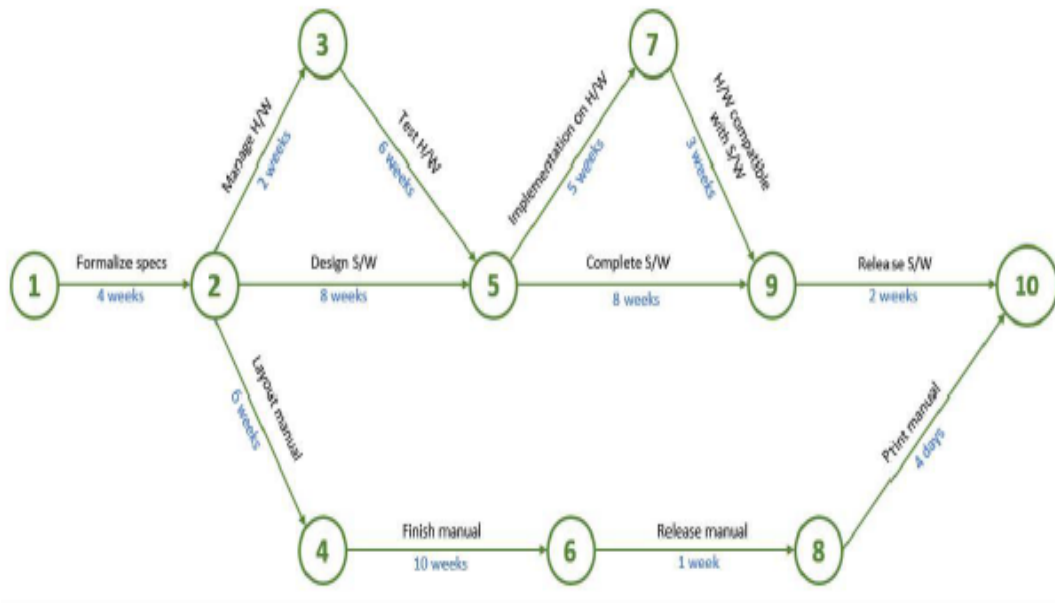 3
7
Manage H/W
2 weeks
Test H/W
6 weeks
Implementation on H/W
5 weeks
H/W compatible
with S/W
3 weeks
1
Formalize specs
4 weeks
2
Design S/W
8 weeks
5
Complete S/W
8 weeks
9
Release S/W
2 weeks
10
Layout manual
6 weeks
Print manual
4 days
4
Finish manual
10 weeks
6
Release manual
1 week
8